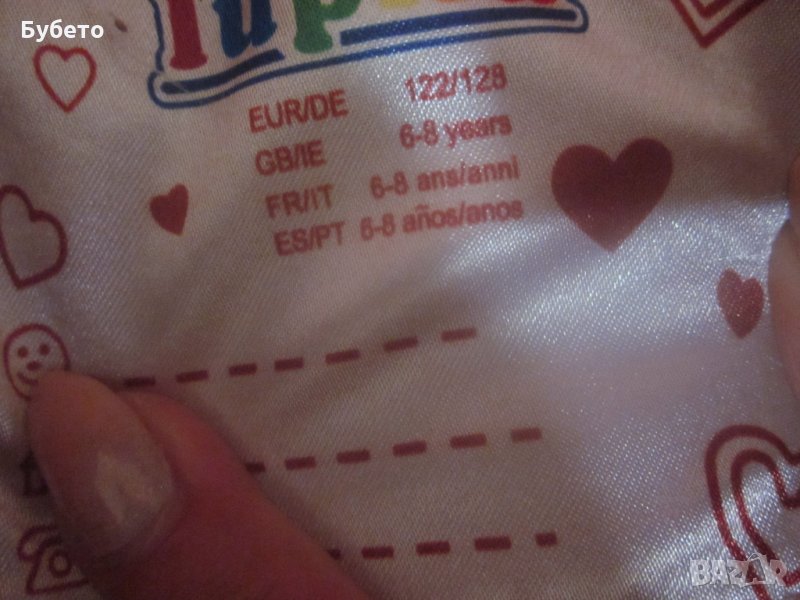 Бубето
EUR/DE 122/128
GB/IE 6-8 years
FR/IT 6-8 ans/anni
ES/PT 6-8 años/anos
BAZAR